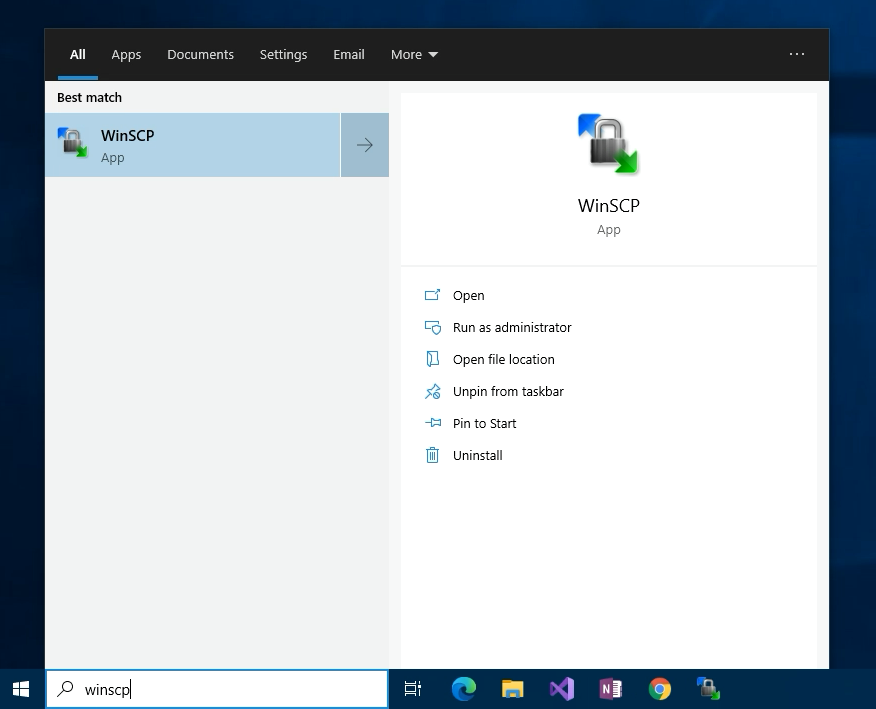 All Apps Documents Settings Email More ...
Best match
WinSCP
App
WinSCP
App
Open
Run as administrator
Open file location
Unpin from taskbar
Pin to Start
Uninstall
winscp
N